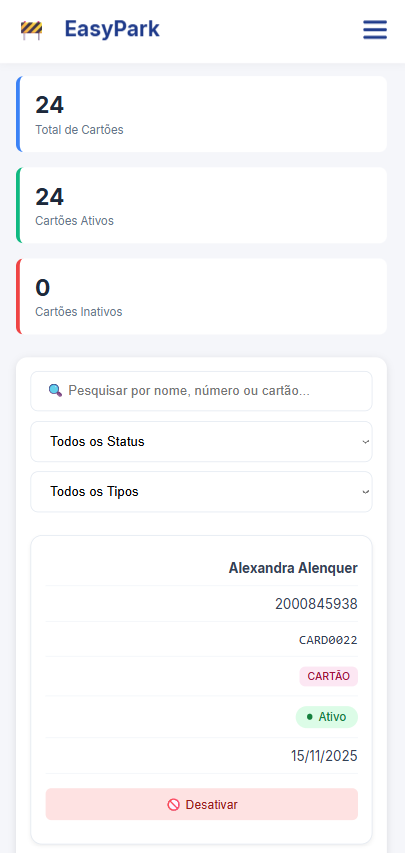 EasyPark
24
Total de Cartões
24
Cartões Ativos
0
Cartões Inativos
Pesquisar por nome, número ou cartão...
Todos os Status
Todos os Tipos
Alexandra Alenquer
2000845938
CARD0022
CARTÃO
Ativo
15/11/2025
Desativar